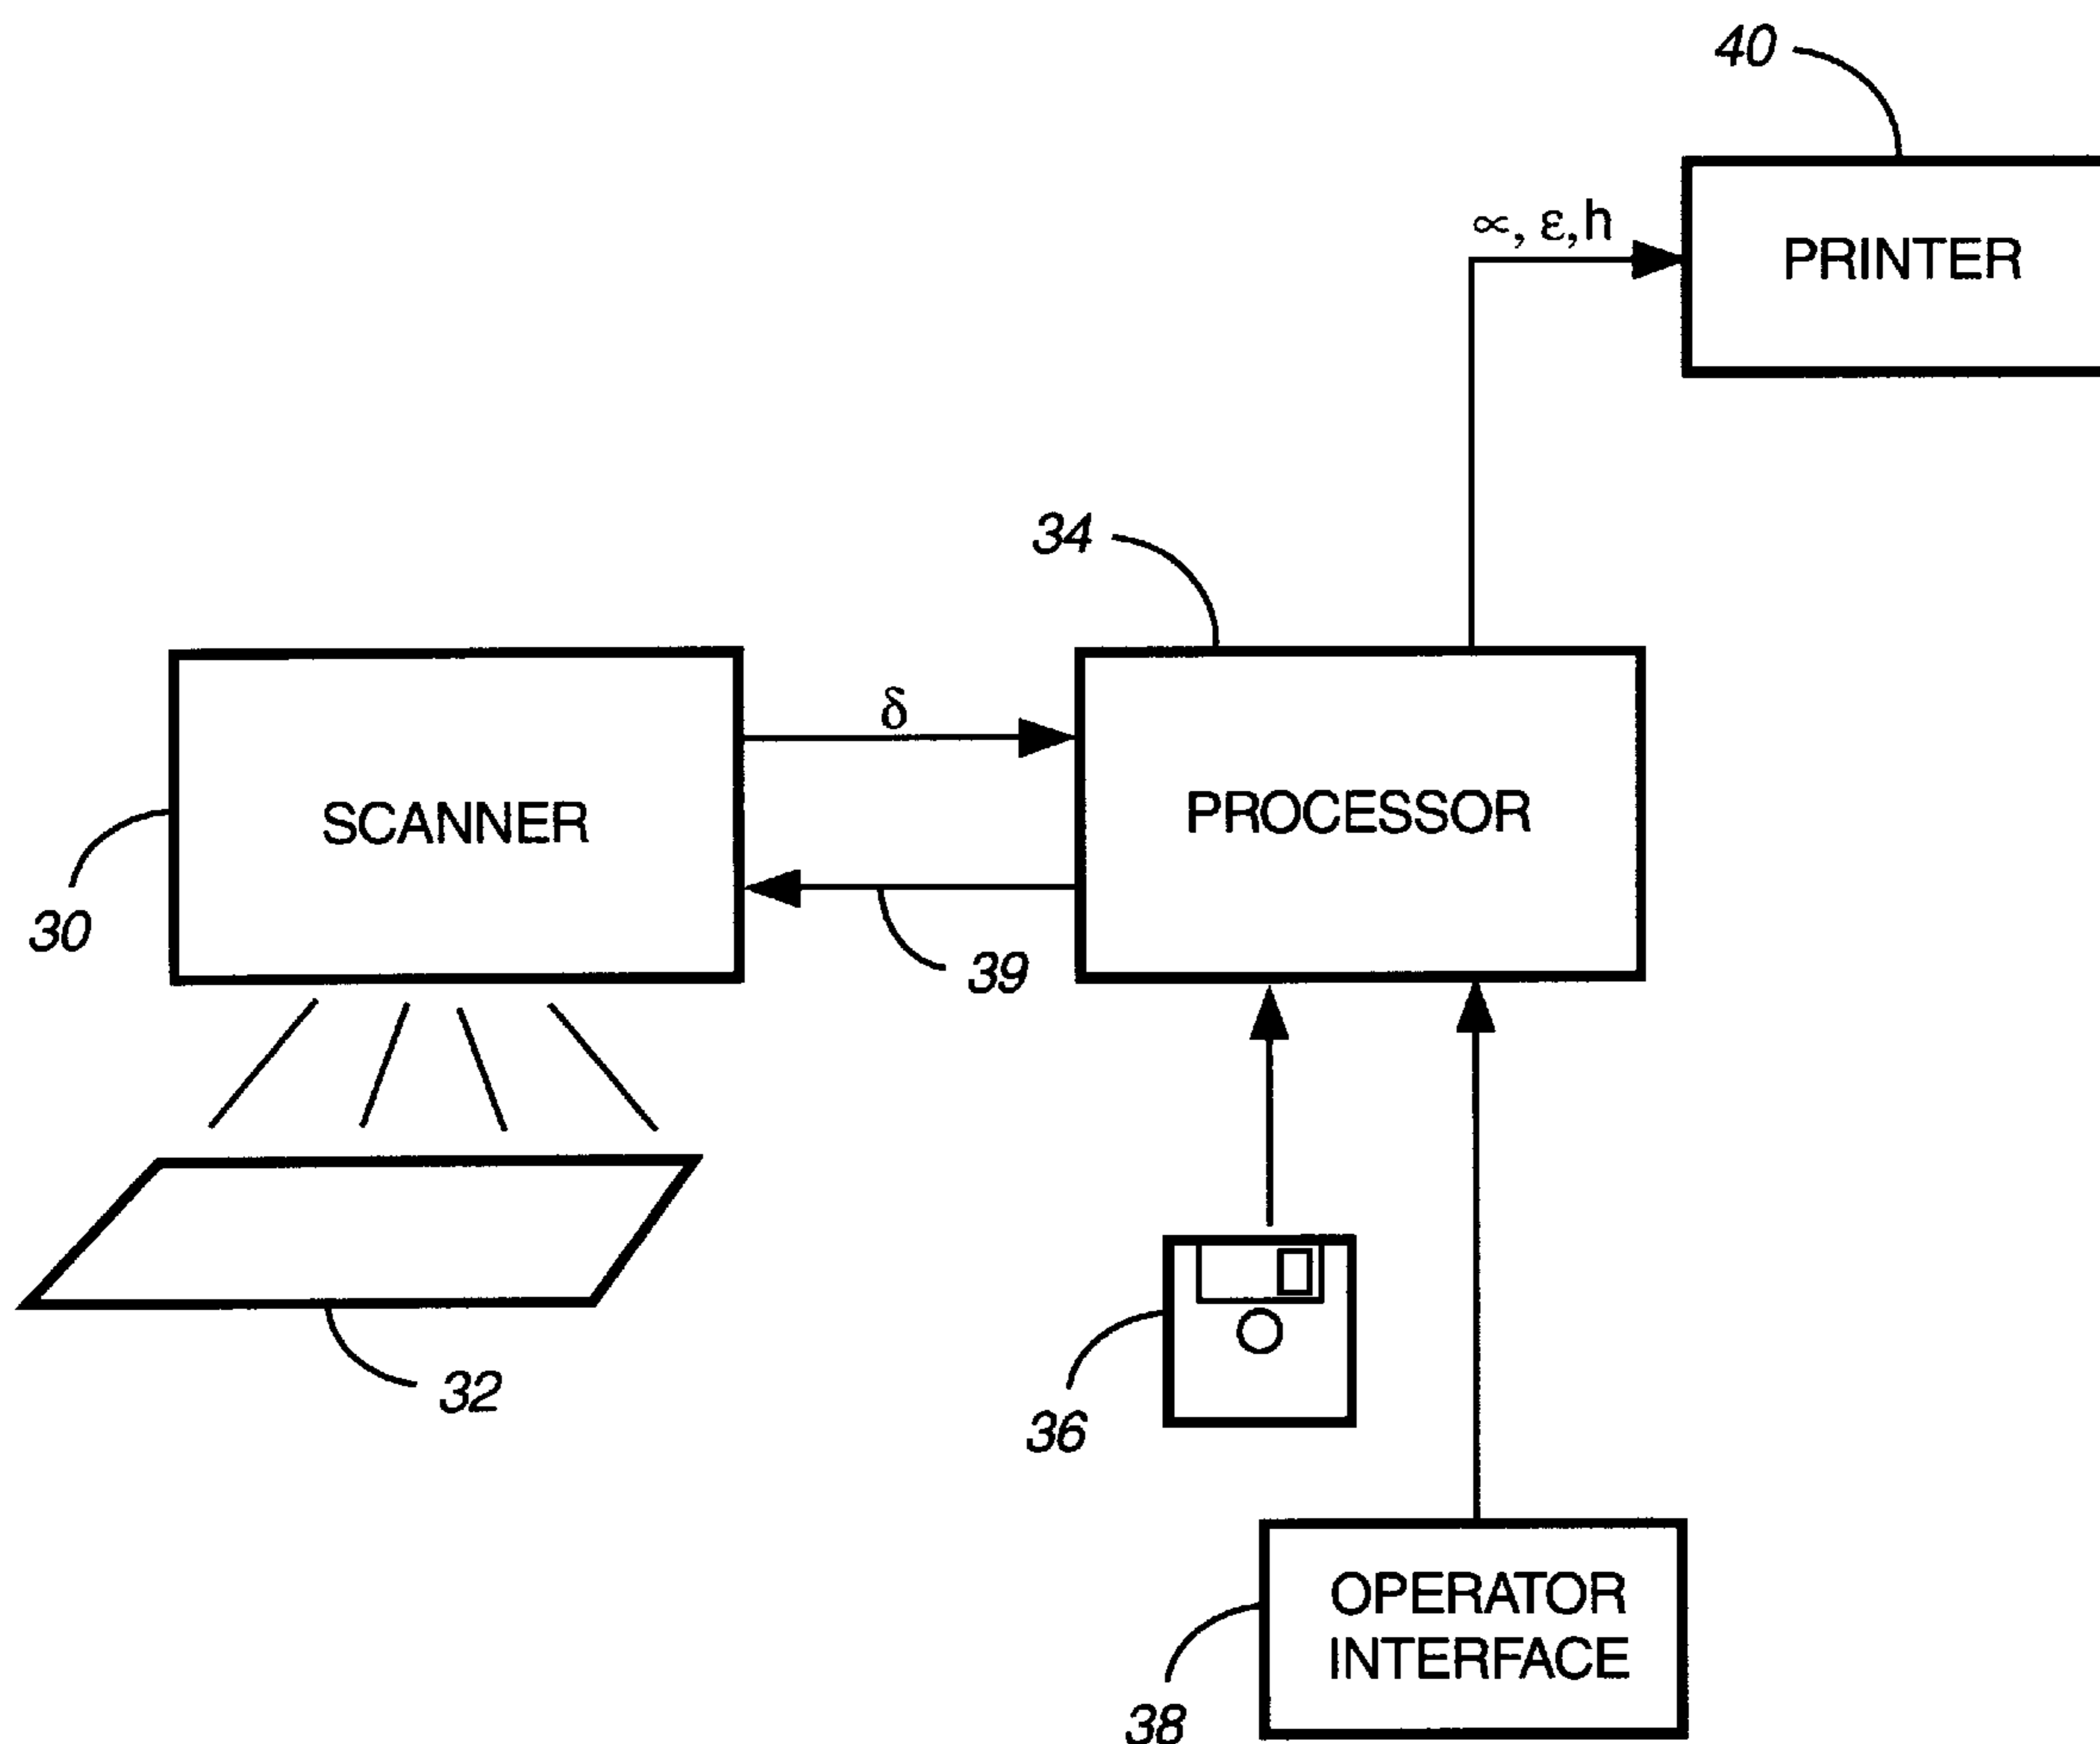 40
∝, ε,h
PRINTER
34
δ
SCANNER
PROCESSOR
30
39
32
36
OPERATOR
INTERFACE
38